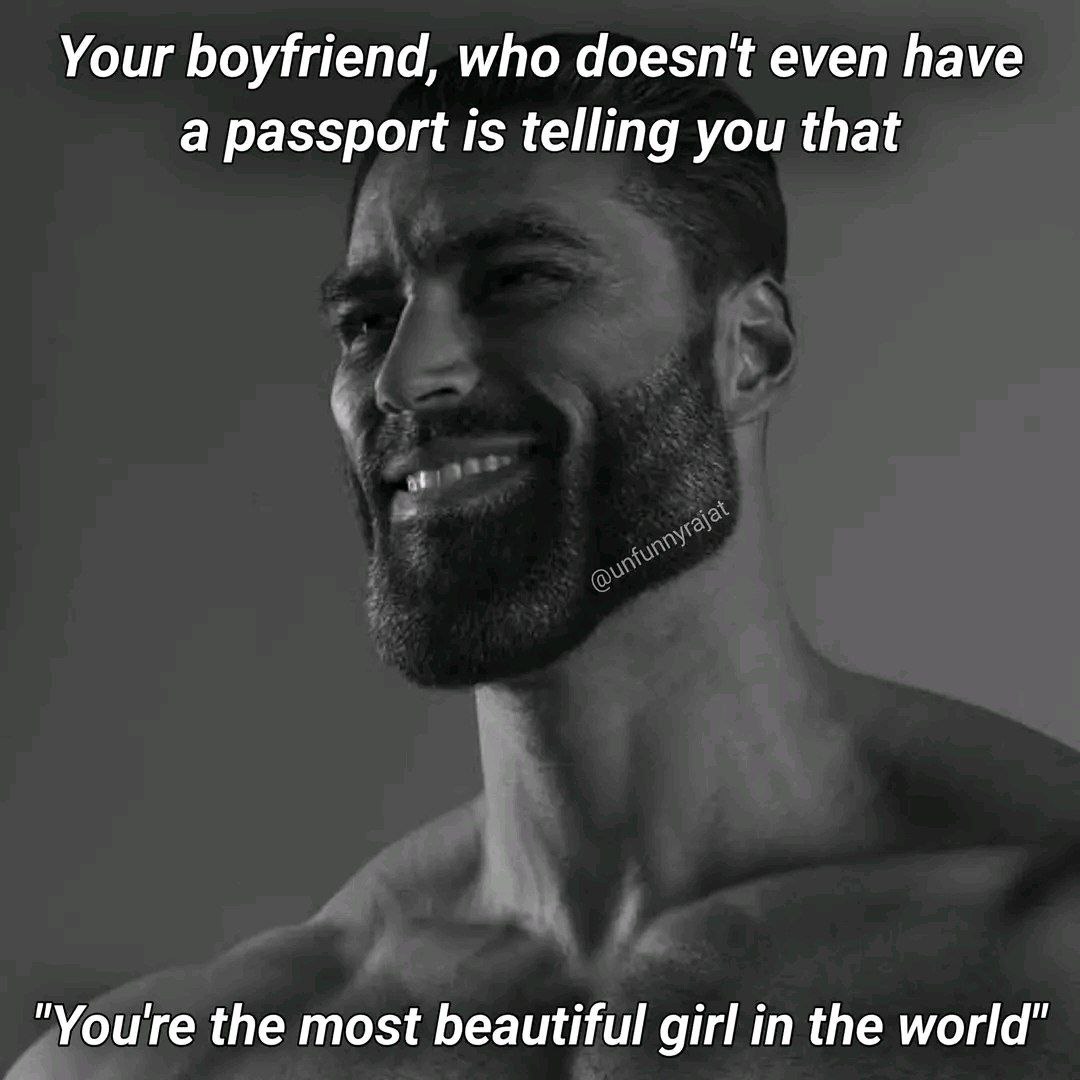 Your boyfriend, who doesn't even have
a passport is telling you that
@unfunnyrajat
"You're the most beautiful girl in the world"